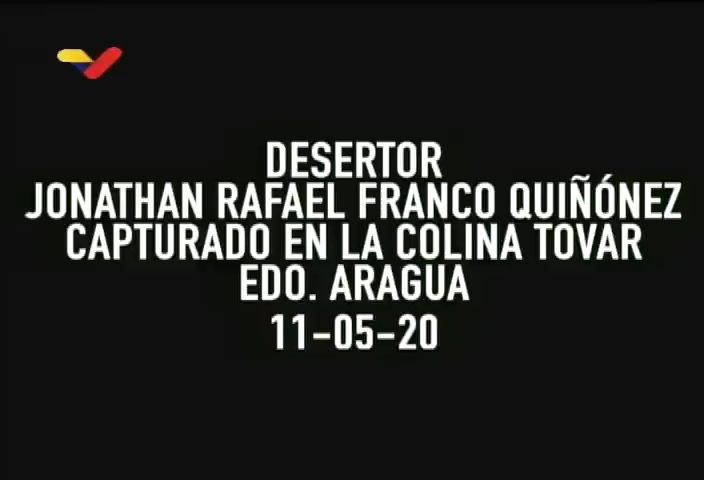 DESERTOR
JONATHAN RAFAEL FRANCO QUIÑÓNEZ
CAPTURADO EN LA COLINA TOVAR
EDO. ARAGUA
11-05-20